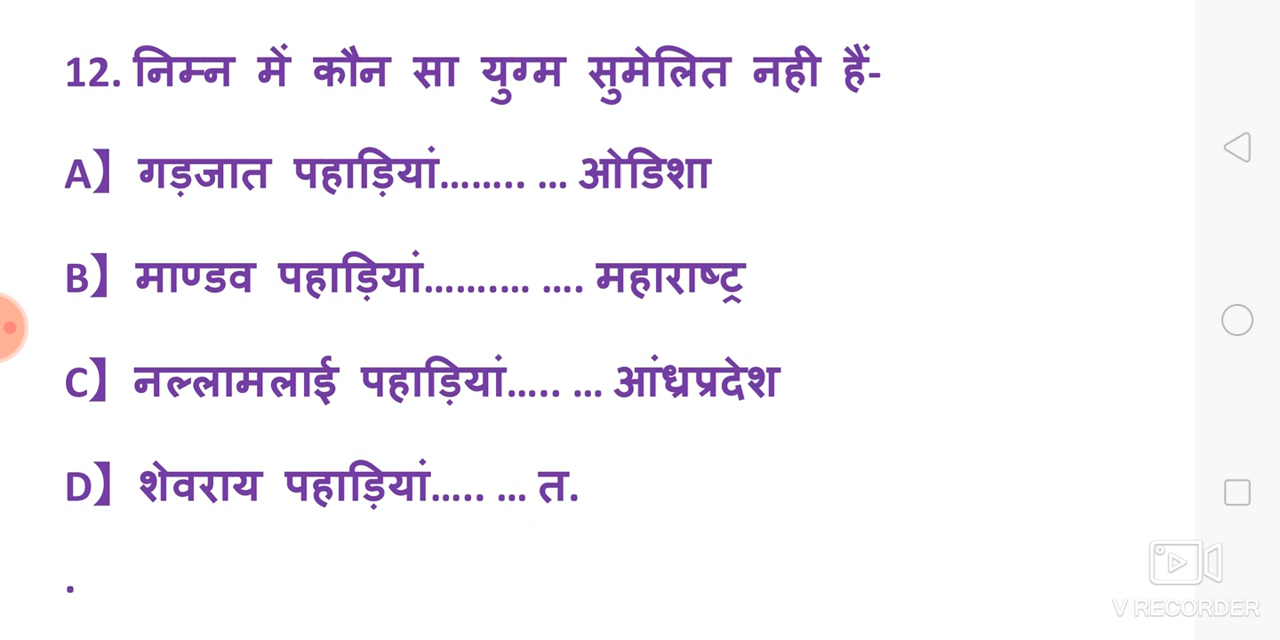 12. निम्न में कौन सा युग्म सुमेलित नही हैं-
A】 गड़जात पहाड़ियां........ ... ओडिशा
B】 माण्डव पहाड़ियां.......... .... महाराष्ट्र
C】 नल्लामलाई पहाड़ियां..... ... आंध्रप्रदेश
D】 शेवराय पहाड़ियां..... ... त.
.
V RECORDER